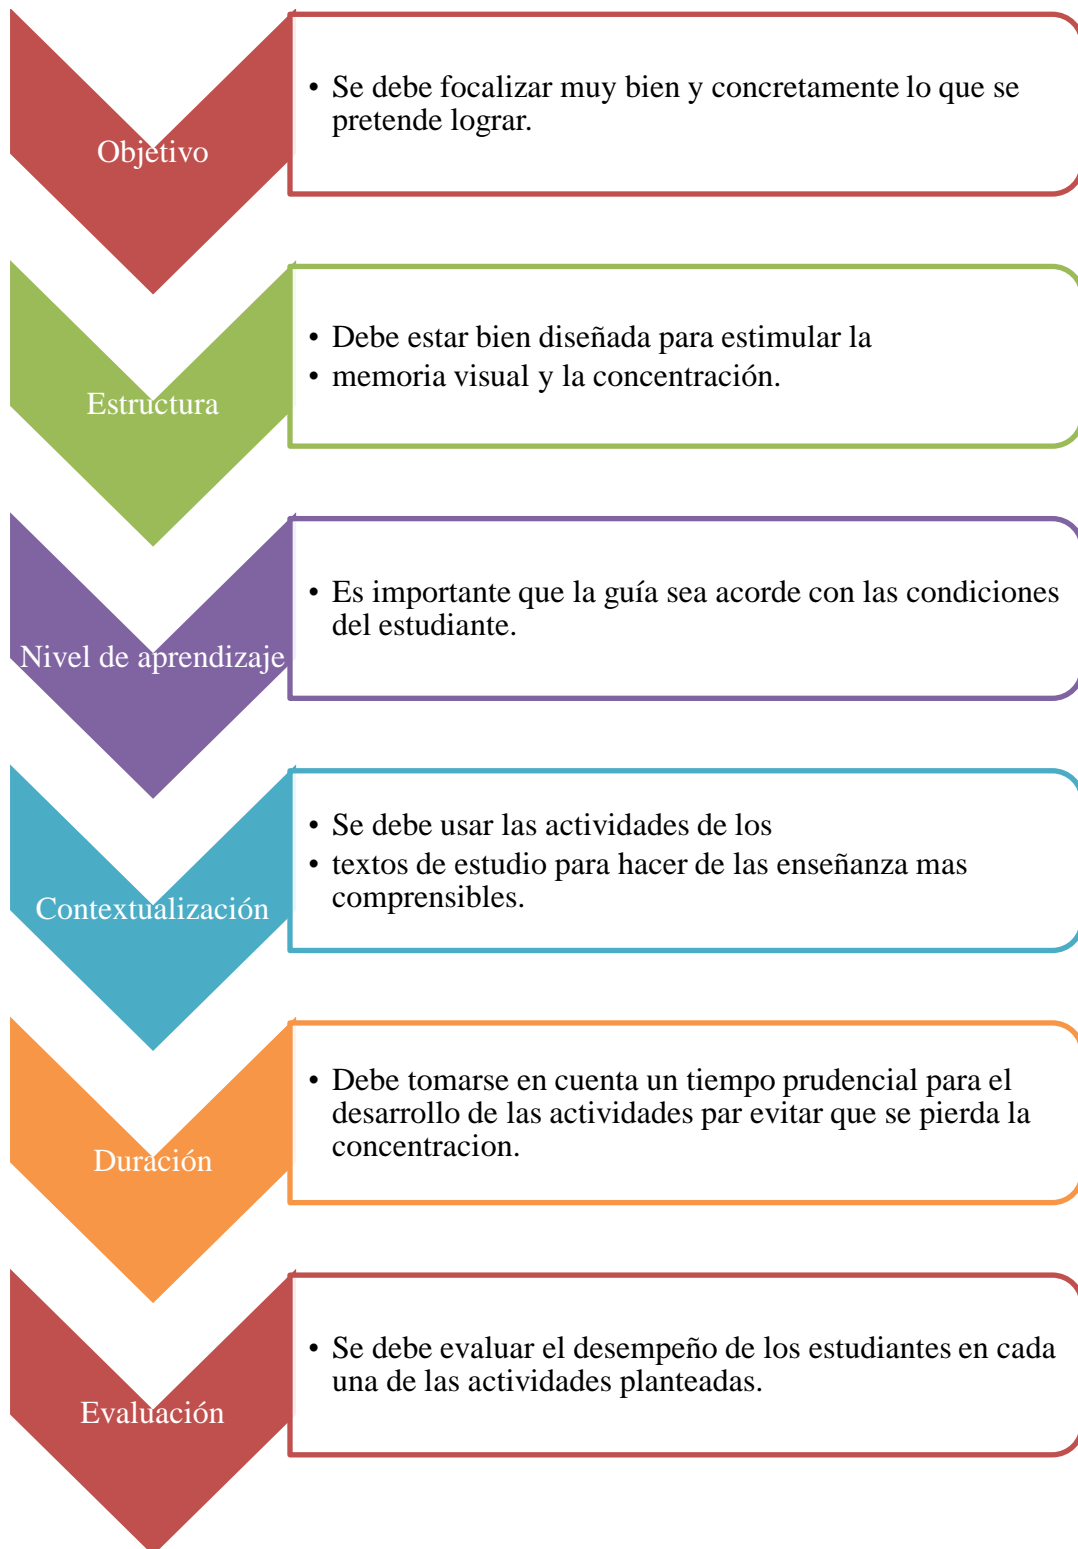 Objetivo
• Se debe focalizar muy bien y concretamente lo que se
pretende lograr.
Estructura
• Debe estar bien diseñada para estimular la
• memoria visual y la concentración.
Nivel de aprendizaje
• Es importante que la guía sea acorde con las condiciones
del estudiante.
Contextualización
• Se debe usar las actividades de los
• textos de estudio para hacer de las enseñanza mas
comprensibles.
Duración
• Debe tomarse en cuenta un tiempo prudencial para el
desarrollo de las actividades par evitar que se pierda la
concentracion.
Evaluación
• Se debe evaluar el desempeño de los estudiantes en cada
una de las actividades planteadas.